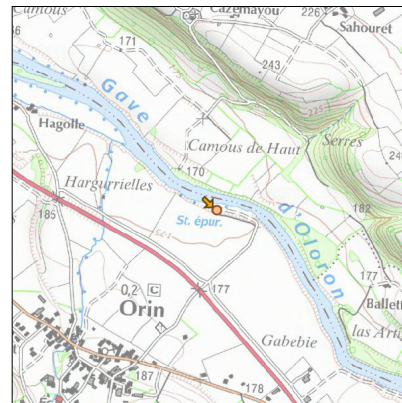 Camous
Cazemayou
226
Sahouret
171
243
Gave
225
Hagolle
Camous de Haut
Serres
170
Hargurrielles
St. épur.
185
d'Oloron
182
177
0,2 C
177
Ballet
Orin
las Arti
Gabebie
187
178